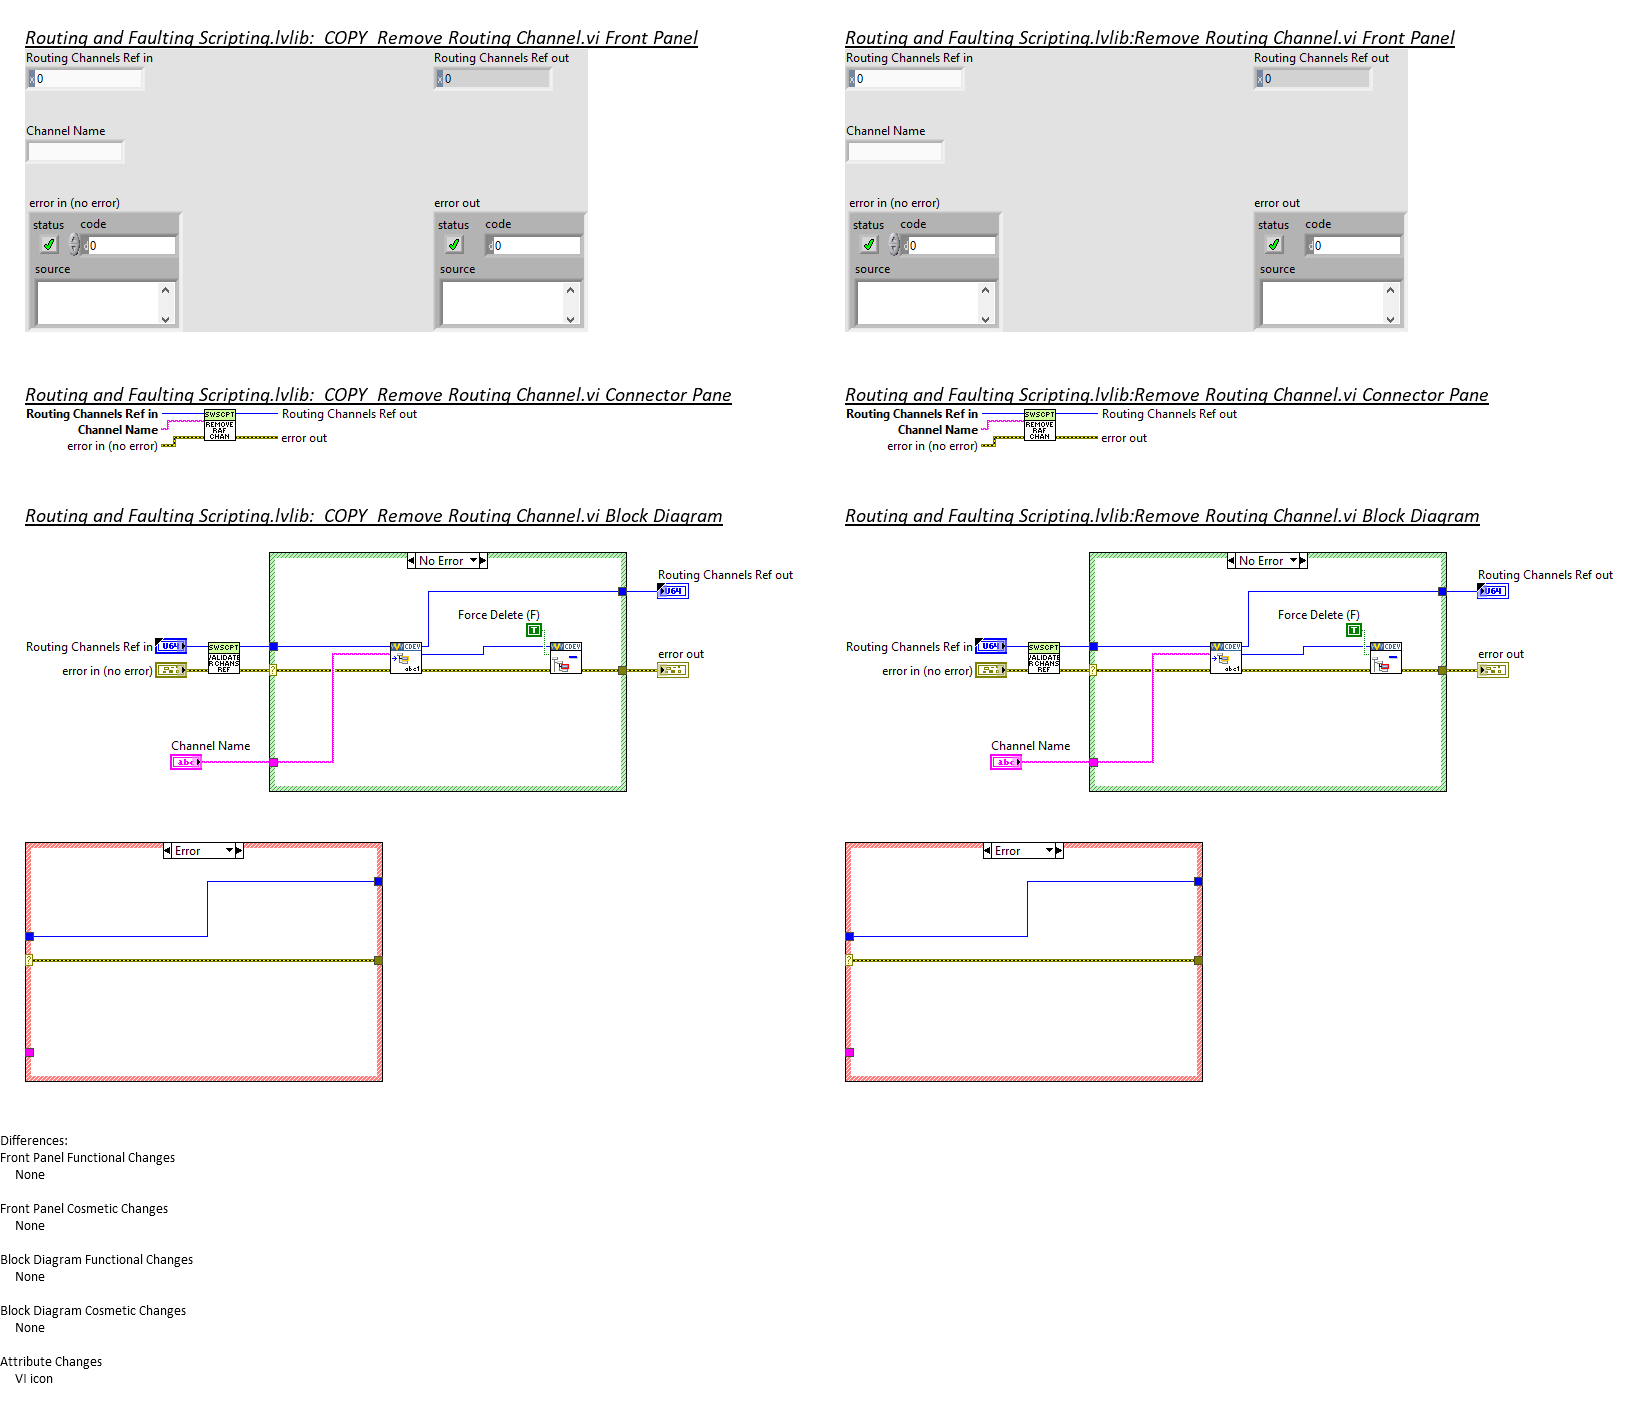 Routing and Faulting Scripting.lvlib:_COPY_Remove Routing Channel.vi Front Panel
Routing Channels Ref in
Routing Channels Ref out
x 0
x 0
Channel Name
error in (no error)
error out
status code
status code
d 0
d 0
source
source
Routing and Faulting Scripting.lvlib:Remove Routing Channel.vi Front Panel
Routing Channels Ref in
Routing Channels Ref out
x 0
x 0
Channel Name
error in (no error)
error out
status code
status code
d 0
d 0
source
source
Routing and Faulting Scripting.lvlib:_COPY_Remove Routing Channel.vi Connector Pane
Routing Channels Ref in
SWSCPT
REMOVE
RAF
CHAN
Routing Channels Ref out
Channel Name
error in (no error)
error out
Routing and Faulting Scripting.lvlib:Remove Routing Channel.vi Connector Pane
Routing Channels Ref in
SWSCPT
REMOVE
RAF
CHAN
Routing Channels Ref out
Channel Name
error in (no error)
error out
Routing and Faulting Scripting.lvlib:_COPY_Remove Routing Channel.vi Block Diagram
No Error
Routing Channels Ref out
U64
Force Delete (F)
T
Routing Channels Ref in
U64
SWSCPT
VALIDATE
R CHANS
REF
CDEV
abc1
CDEV
error in (no error)
error out
Channel Name
abc
Error
Routing and Faulting Scripting.lvlib:Remove Routing Channel.vi Block Diagram
No Error
Routing Channels Ref out
U64
Force Delete (F)
T
Routing Channels Ref in
U64
SWSCPT
VALIDATE
R CHANS
REF
CDEV
abc1
CDEV
error in (no error)
error out
Channel Name
abc
Error
Differences:
Front Panel Functional Changes
None
Front Panel Cosmetic Changes
None
Block Diagram Functional Changes
None
Block Diagram Cosmetic Changes
None
Attribute Changes
VI icon